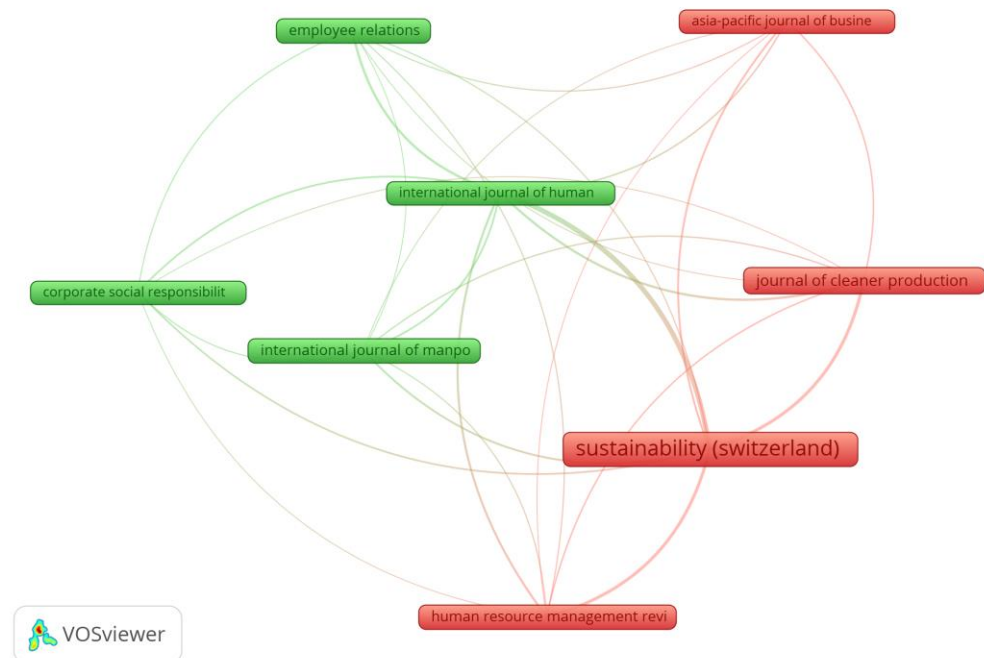 asia-pacific journal of busine
employee relations
international journal of human
journal of cleaner production
corporate social responsibilit
international journal of manpo
sustainability (switzerland)
human resource management revi
VOSviewer